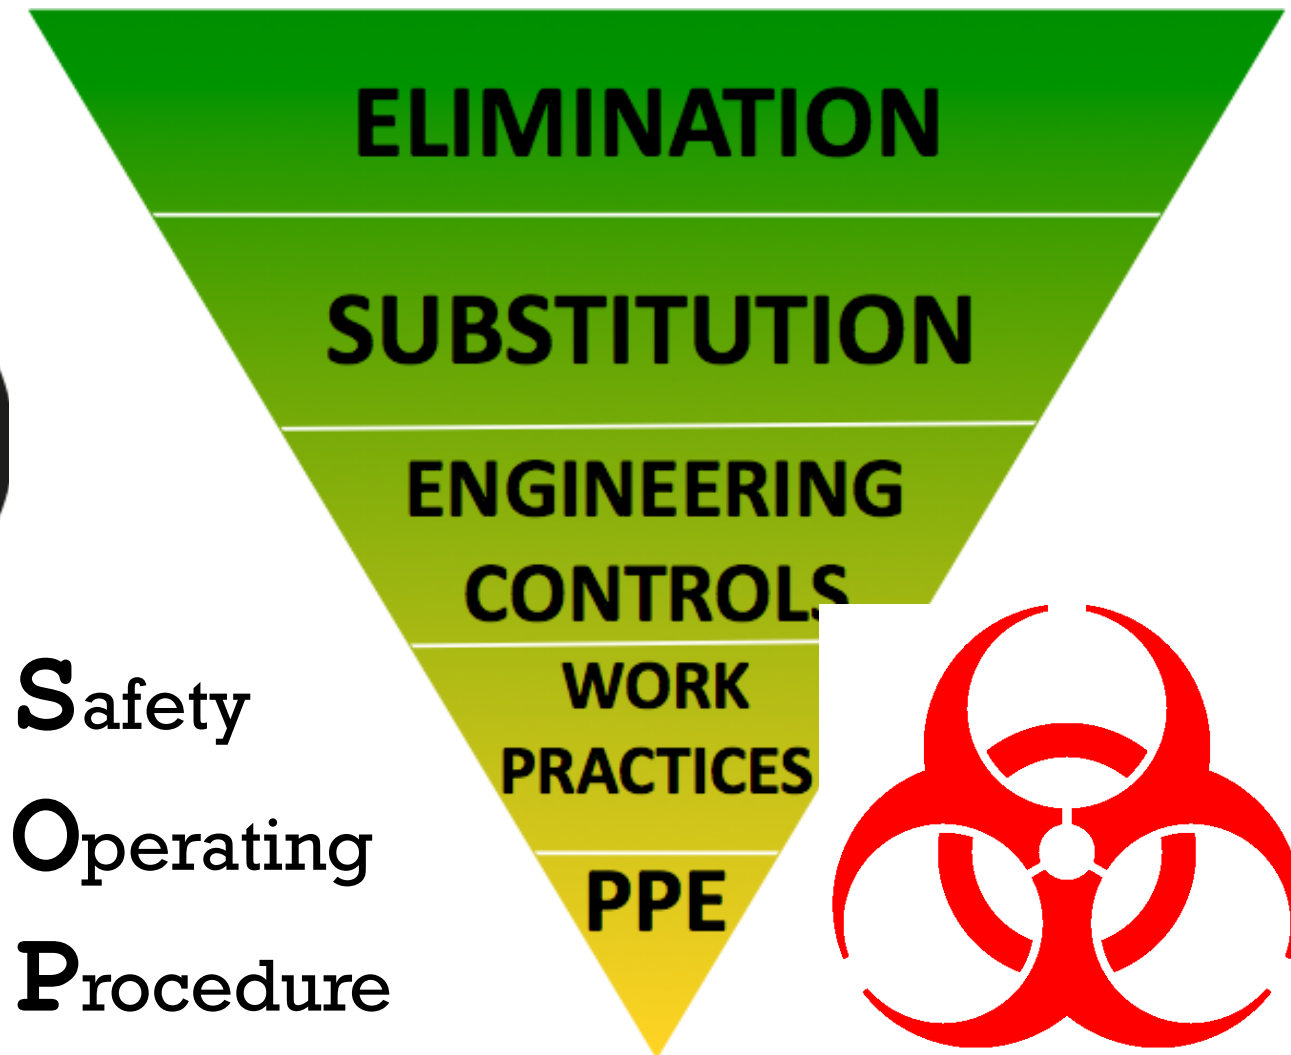 ELIMINATION
SUBSTITUTION
ENGINEERING
CONTROLS
WORK
PRACTICES
PPE
Safety
Operating
Procedure